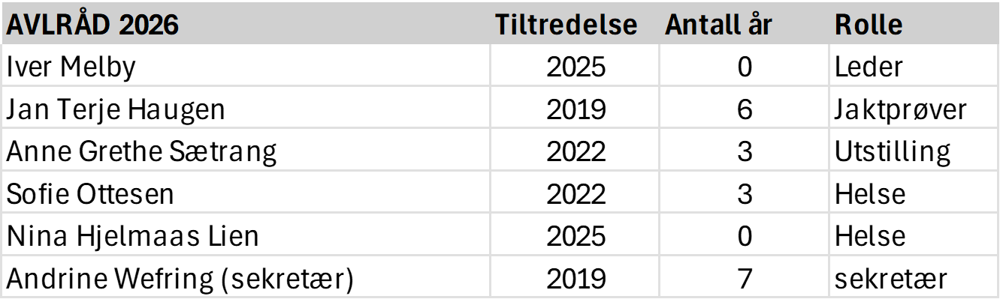 AVLRÅD 2026 Tiltredelse Antall år Rolle
Iver Melby 2025 0 Leder
Jan Terje Haugen 2019 6 Jaktprøver
Anne Grethe Sætrang 2022 3 Utstilling
Sofie Ottesen 2022 3 Helse
Nina Hjelmaas Lien 2025 0 Helse
Andrine Wefring (sekretær) 2019 7 sekretær